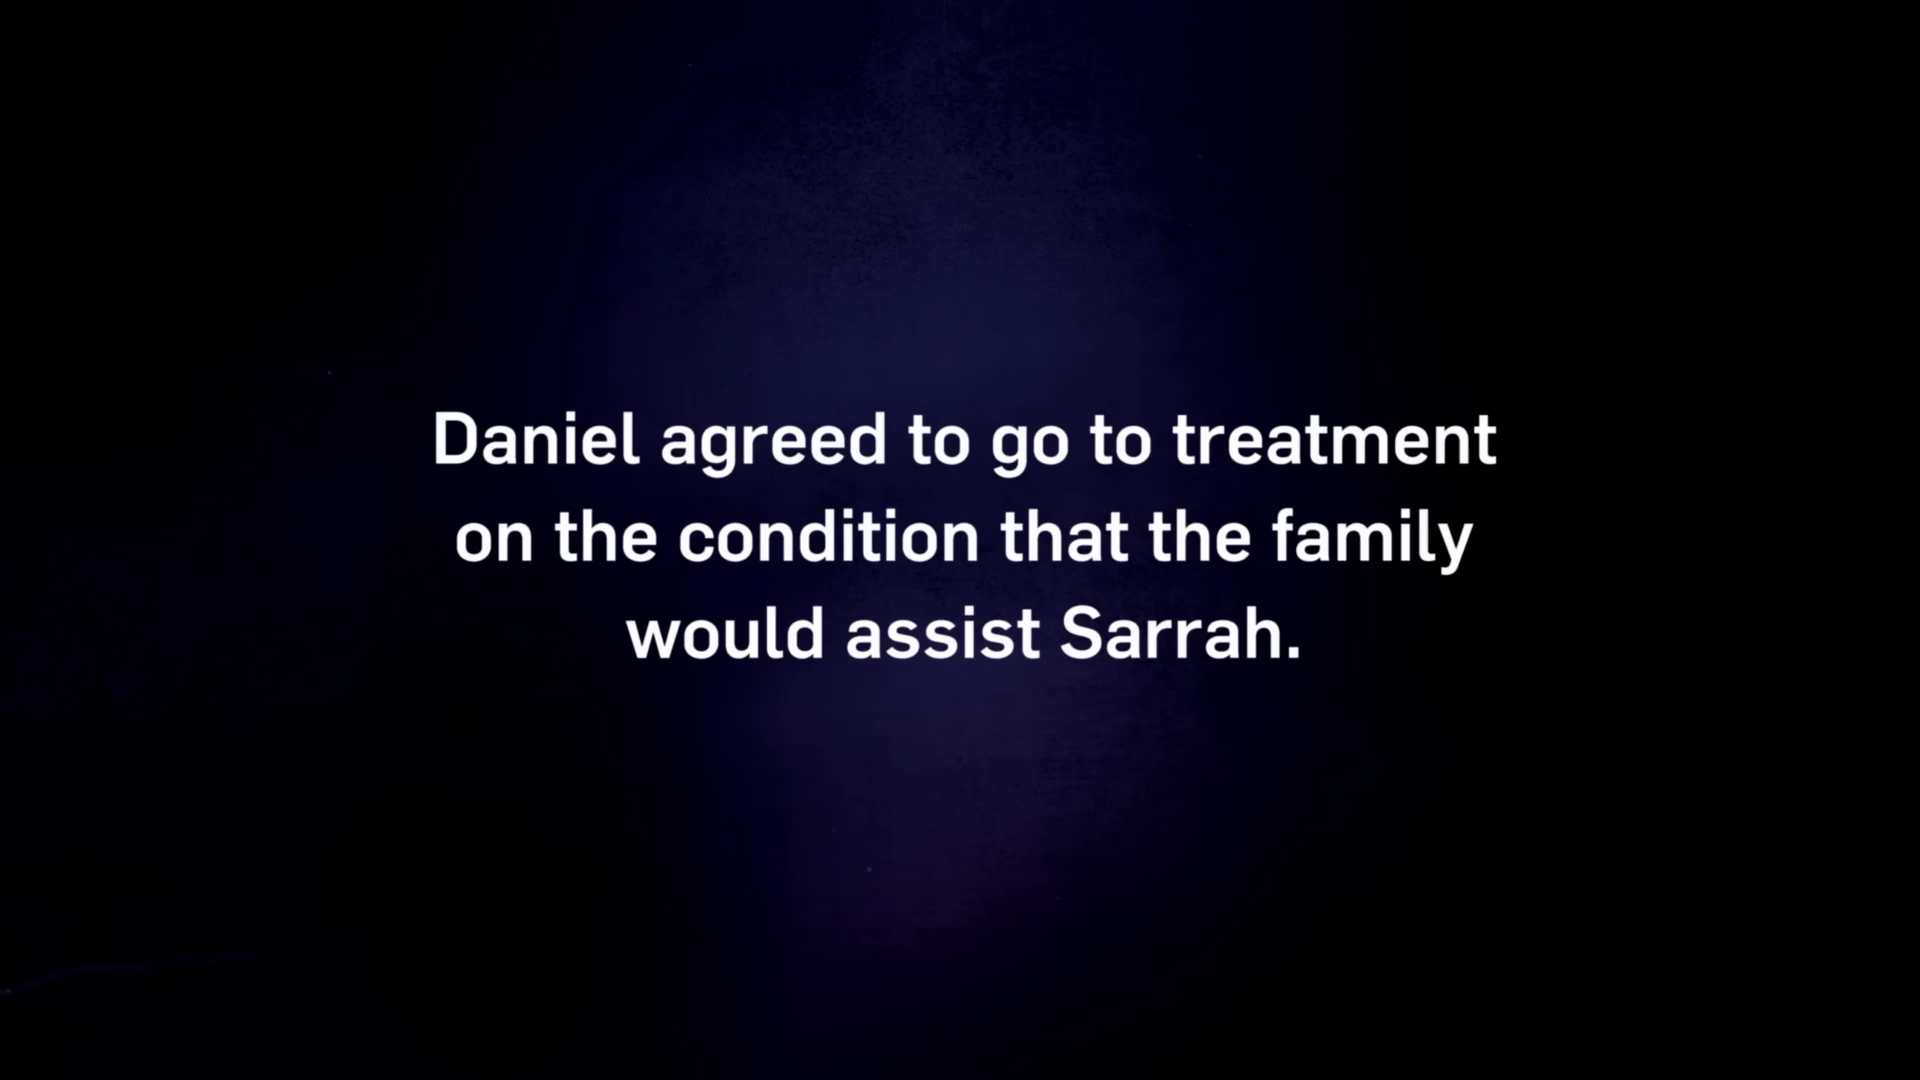 Daniel agreed to go to treatment
on the condition that the family
would assist Sarrah.